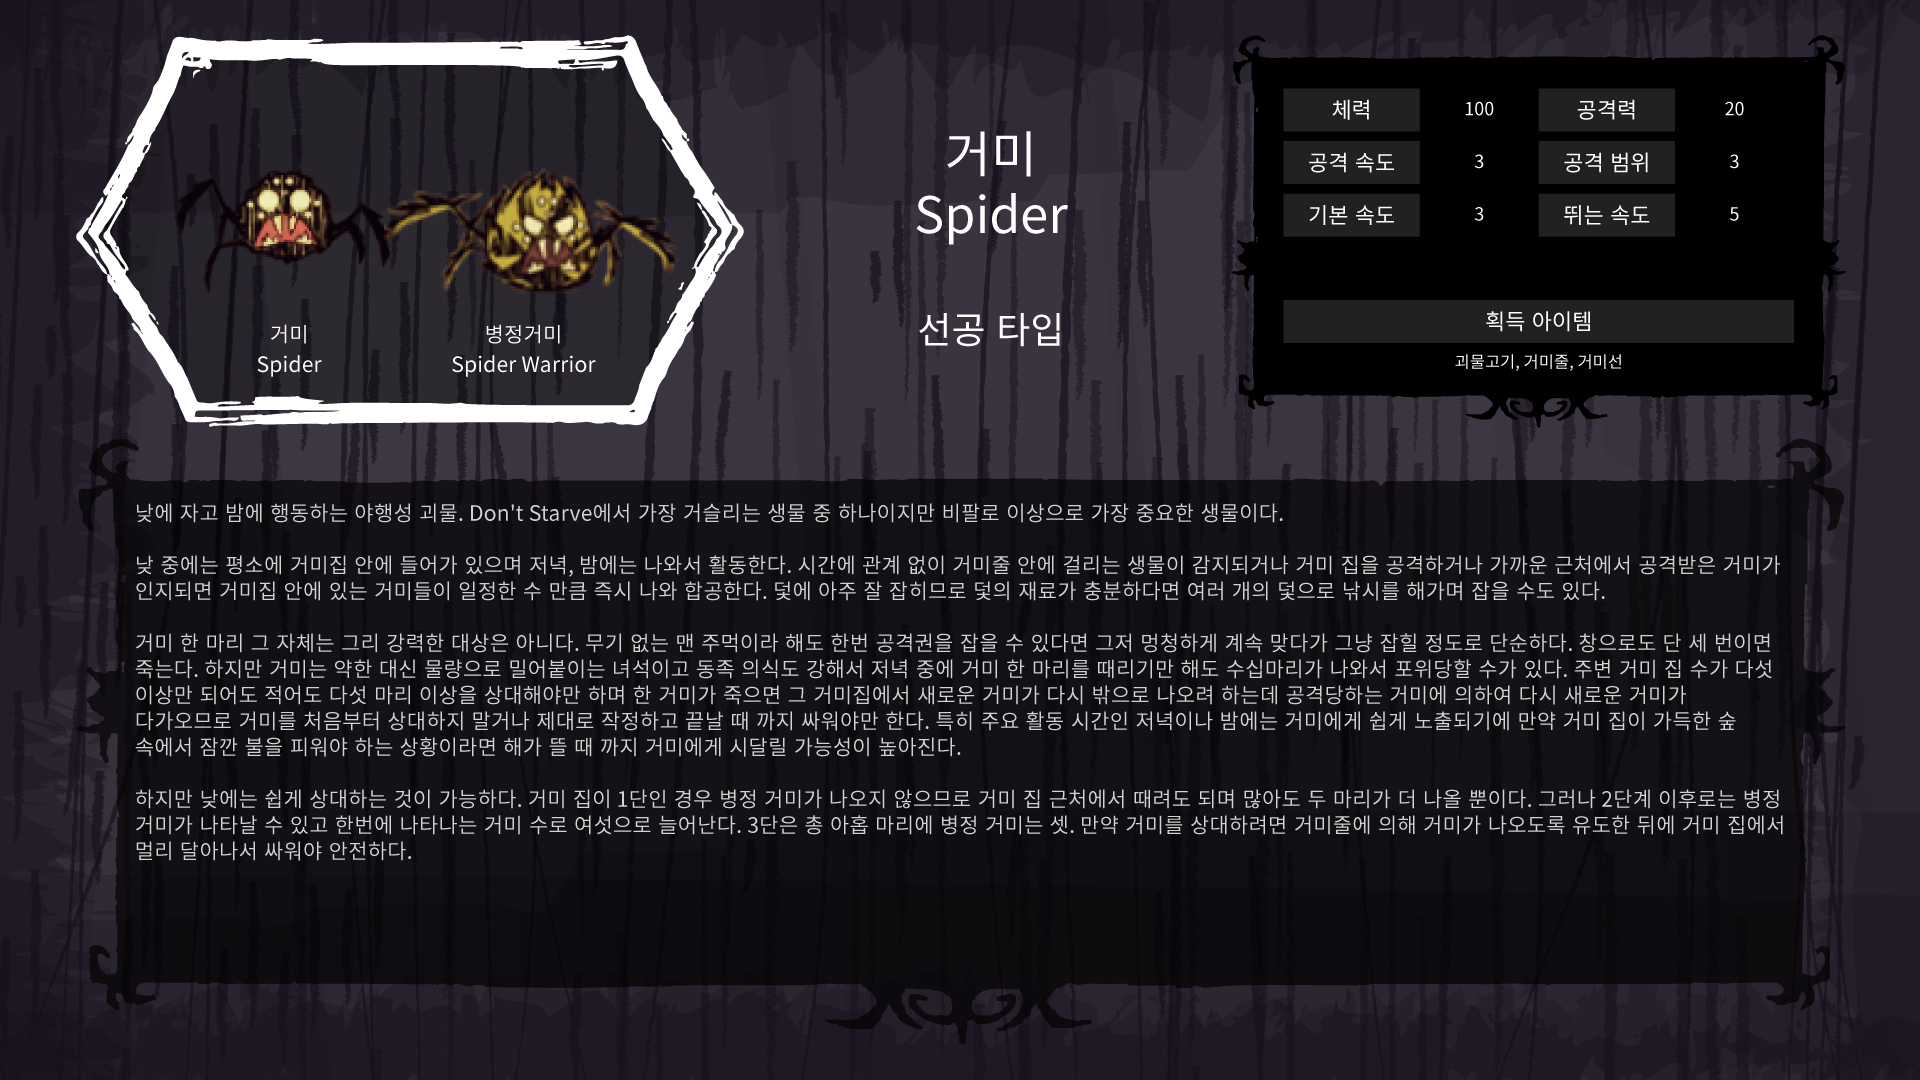 거미
Spider
병정거미
Spider Warrior
거미
Spider
선공 타입
체력 100 공격력 20
공격 속도 3 공격 범위 3
기본 속도 3 뛰는 속도 5
획득 아이템
괴물고기, 거미줄, 거미선
낮에 자고 밤에 행동하는 야행성 괴물. Don't Starve에서 가장 거슬리는 생물 중 하나이지만 비팔로 이상으로 가장 중요한 생물이다.
낮 중에는 평소에 거미집 안에 들어가 있으며 저녁, 밤에는 나와서 활동한다. 시간에 관계 없이 거미줄 안에 걸리는 생물이 감지되거나 거미 집을 공격하거나 가까운 근처에서 공격받은 거미가
인지되면 거미집 안에 있는 거미들이 일정한 수 만큼 즉시 나와 합공한다. 덫에 아주 잘 잡히므로 덫의 재료가 충분하다면 여러 개의 덫으로 낚시를 해가며 잡을 수도 있다.
거미 한 마리 그 자체는 그리 강력한 대상은 아니다. 무기 없는 맨 주먹이라 해도 한번 공격권을 잡을 수 있다면 그저 멍청하게 계속 맞다가 그냥 잡힐 정도로 단순하다. 창으로도 단 세 번이면
죽는다. 하지만 거미는 약한 대신 물량으로 밀어붙이는 녀석이고 동족 의식도 강해서 저녁 중에 거미 한 마리를 때리기만 해도 수십마리가 나와서 포위당할 수가 있다. 주변 거미 집 수가 다섯
이상만 되어도 적어도 다섯 마리 이상을 상대해야만 하며 한 거미가 죽으면 그 거미집에서 새로운 거미가 다시 밖으로 나오려 하는데 공격당하는 거미에 의하여 다시 새로운 거미가
다가오므로 거미를 처음부터 상대하지 말거나 제대로 작정하고 끝날 때 까지 싸워야만 한다. 특히 주요 활동 시간인 저녁이나 밤에는 거미에게 쉽게 노출되기에 만약 거미 집이 가득한 숲
속에서 잠깐 불을 피워야 하는 상황이라면 해가 뜰 때 까지 거미에게 시달릴 가능성이 높아진다.
하지만 낮에는 쉽게 상대하는 것이 가능하다. 거미 집이 1단인 경우 병정 거미가 나오지 않으므로 거미 집 근처에서 때려도 되며 많아도 두 마리가 더 나올 뿐이다. 그러나 2단계 이후로는 병정
거미가 나타날 수 있고 한번에 나타나는 거미 수로 여섯으로 늘어난다. 3단은 총 아홉 마리에 병정 거미는 셋. 만약 거미를 상대하려면 거미줄에 의해 거미가 나오도록 유도한 뒤에 거미 집에서
멀리 달아나서 싸워야 안전하다.